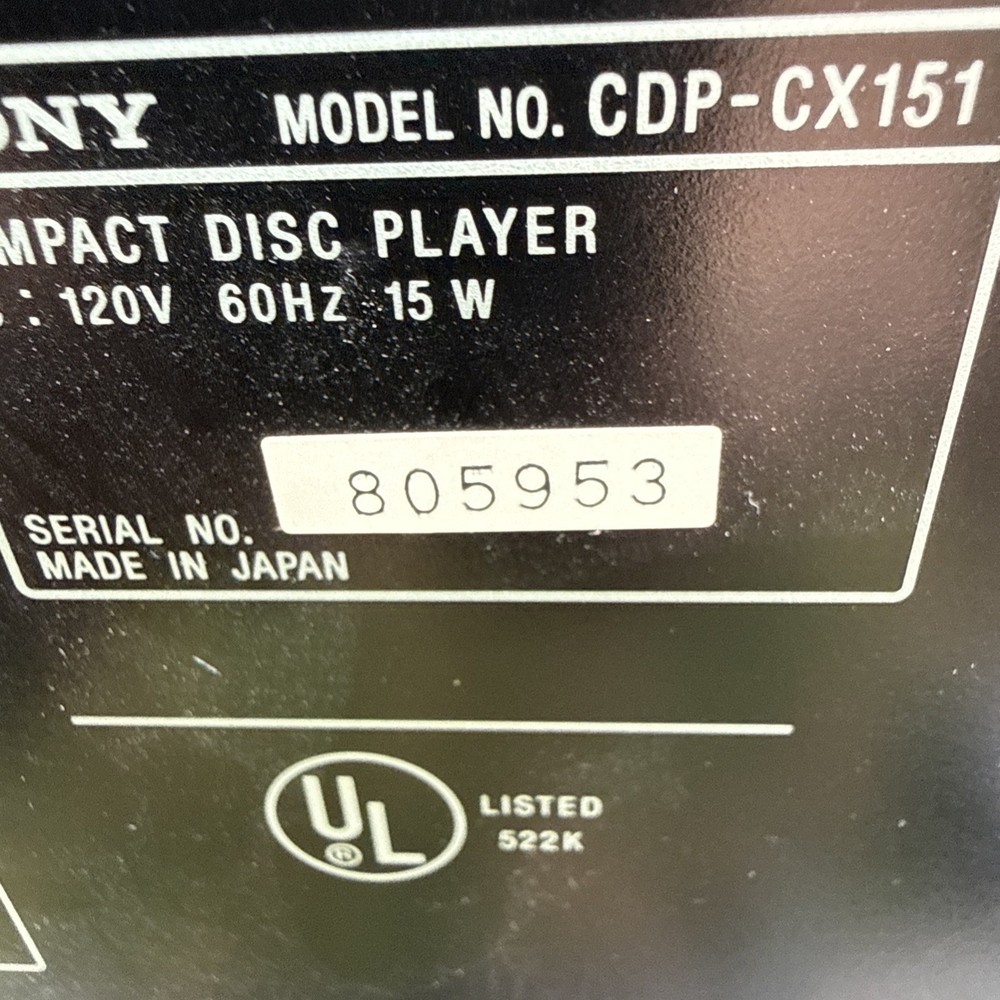 ONY MODEL NO. CDP-CX151
MPACT DISC PLAYER
: 120V 60Hz 15 W
805953
SERIAL NO.
MADE IN JAPAN
UL ® LISTED
522K